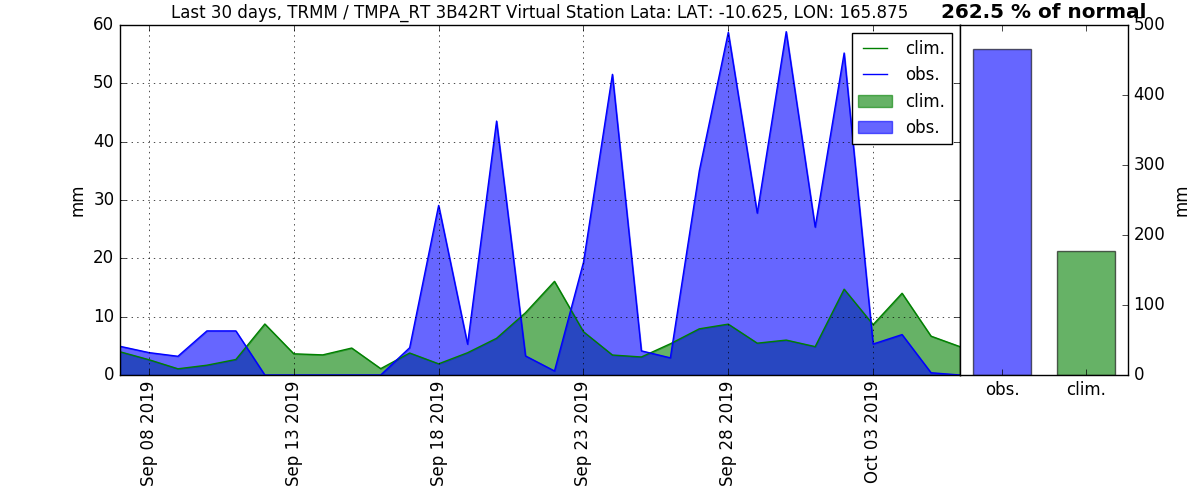 Last 30 days, TRMM / TMPA_RT 3B42RT Virtual Station Lata: LAT: -10.625, LON: 165.875
262.5 % of normal
60
50
40
30
20
10
0
mm
clim.
obs.
clim.
obs.
Sep 08 2019
Sep 13 2019
Sep 18 2019
Sep 23 2019
Sep 28 2019
Oct 03 2019
500
400
300
200
100
0
mm
obs.
clim.